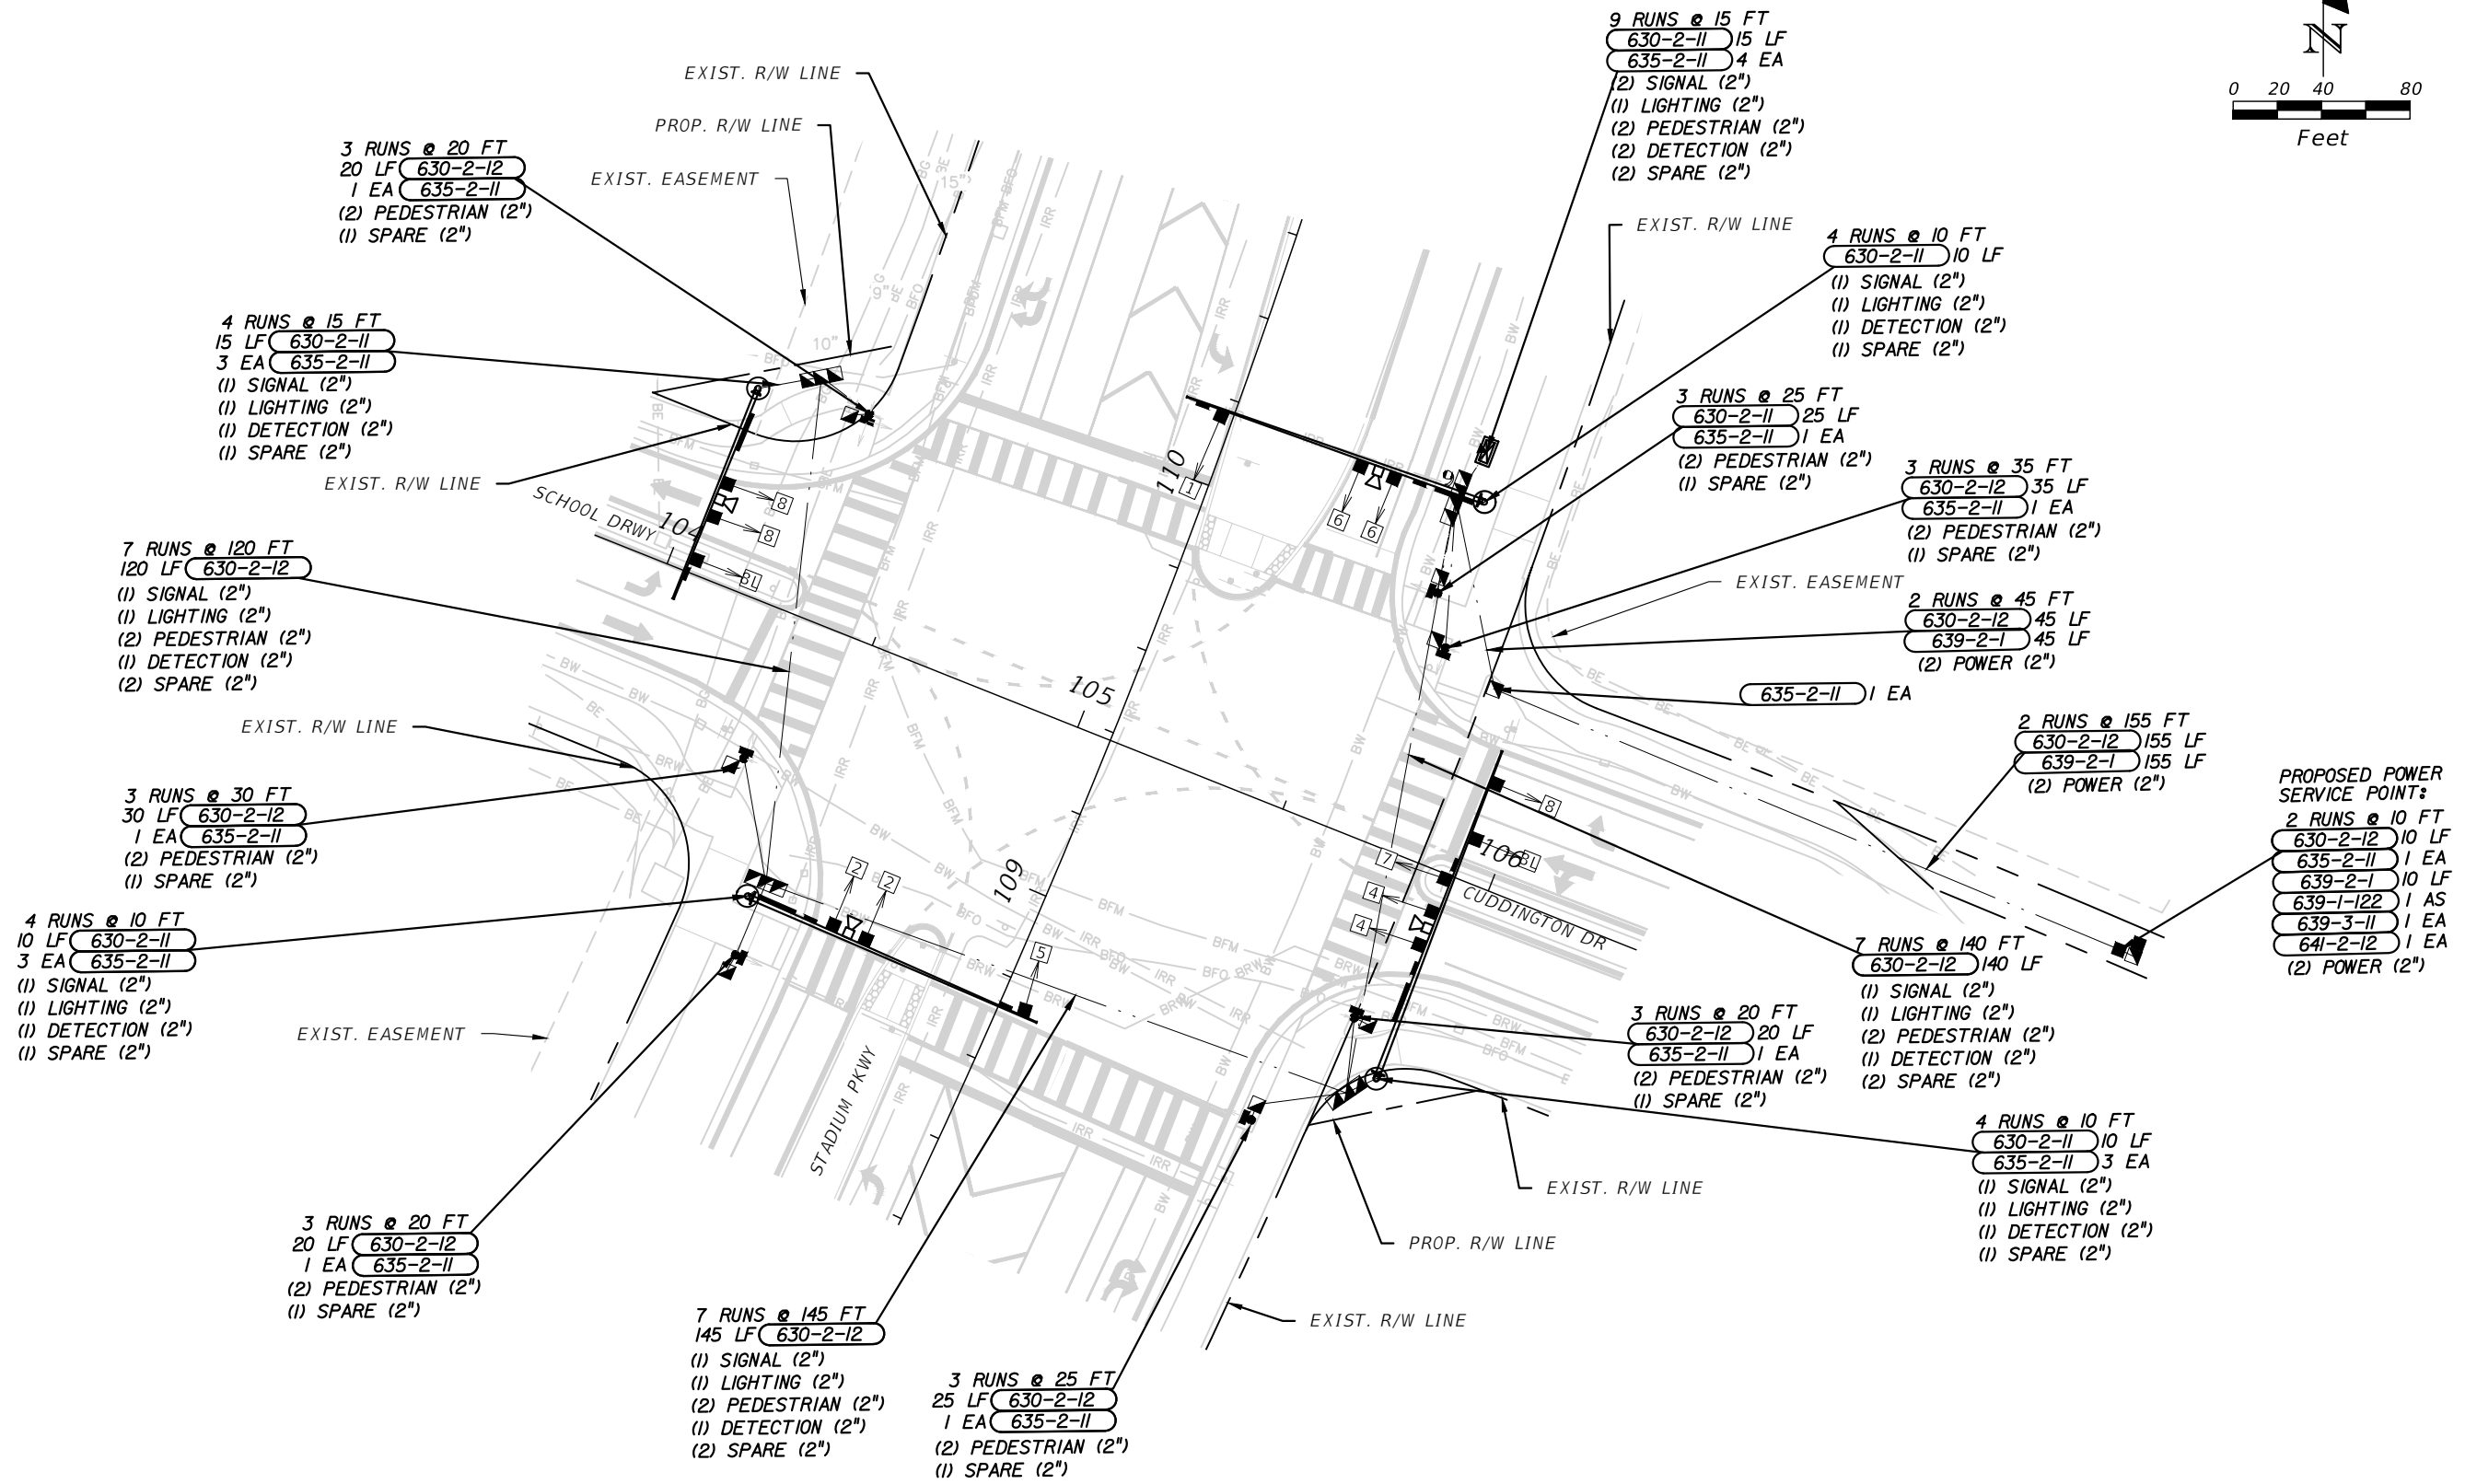 9 RUNS @ 15 FT
630-2-11 15 LF
635-2-11 4 EA
(2) SIGNAL (2")
(1) LIGHTING (2")
(2) PEDESTRIAN (2")
(2) DETECTION (2")
(2) SPARE (2")
N
0 20 40 80
Feet
EXIST. R/W LINE
PROP. R/W LINE
EXIST. EASEMENT
3 RUNS @ 20 FT
20 LF 630-2-12
1 EA 635-2-11
(2) PEDESTRIAN (2")
(1) SPARE (2")
EXIST. R/W LINE
4 RUNS @ 10 FT
630-2-11 10 LF
(1) SIGNAL (2")
(1) LIGHTING (2")
(1) DETECTION (2")
(1) SPARE (2")
4 RUNS @ 15 FT
15 LF 630-2-11
3 EA 635-2-11
(1) SIGNAL (2")
(1) LIGHTING (2")
(1) DETECTION (2")
(1) SPARE (2")
EXIST. R/W LINE
3 RUNS @ 25 FT
630-2-11 25 LF
635-2-11 1 EA
(2) PEDESTRIAN (2")
(1) SPARE (2")
3 RUNS @ 35 FT
630-2-12 35 LF
635-2-11 1 EA
(2) PEDESTRIAN (2")
(1) SPARE (2")
SCHOOL DRWY
104
110
105
109
106
15"
9"
10"
1
6
6
8
8
8
2
2
5
7
4
4
7 RUNS @ 120 FT
120 LF 630-2-12
(1) SIGNAL (2")
(1) LIGHTING (2")
(2) PEDESTRIAN (2")
(1) DETECTION (2")
(2) SPARE (2")
EXIST. EASEMENT
2 RUNS @ 45 FT
630-2-12 45 LF
639-2-1 45 LF
(2) POWER (2")
635-2-11 1 EA
EXIST. R/W LINE
2 RUNS @ 155 FT
630-2-12 155 LF
639-2-1 155 LF
(2) POWER (2")
PROPOSED POWER
SERVICE POINT:
2 RUNS @ 10 FT
630-2-12 10 LF
635-2-11 1 EA
639-2-1 10 LF
639-1-122 1 AS
639-3-11 1 EA
641-2-12 1 EA
(2) POWER (2")
3 RUNS @ 30 FT
30 LF 630-2-12
1 EA 635-2-11
(2) PEDESTRIAN (2")
(1) SPARE (2")
CUDDINGTON DR
4 RUNS @ 10 FT
10 LF 630-2-11
3 EA 635-2-11
(1) SIGNAL (2")
(1) LIGHTING (2")
(1) DETECTION (2")
(1) SPARE (2")
7 RUNS @ 140 FT
630-2-12 140 LF
(1) SIGNAL (2")
(1) LIGHTING (2")
(2) PEDESTRIAN (2")
(1) DETECTION (2")
(2) SPARE (2")
EXIST. EASEMENT
STADIUM PKWY
3 RUNS @ 20 FT
630-2-12 20 LF
635-2-11 1 EA
(2) PEDESTRIAN (2")
(1) SPARE (2")
4 RUNS @ 10 FT
630-2-11 10 LF
635-2-11 3 EA
(1) SIGNAL (2")
(1) LIGHTING (2")
(1) DETECTION (2")
(1) SPARE (2")
EXIST. R/W LINE
PROP. R/W LINE
EXIST. R/W LINE
3 RUNS @ 20 FT
20 LF 630-2-12
1 EA 635-2-11
(2) PEDESTRIAN (2")
(1) SPARE (2")
7 RUNS @ 145 FT
145 LF 630-2-12
(1) SIGNAL (2")
(1) LIGHTING (2")
(2) PEDESTRIAN (2")
(1) DETECTION (2")
(2) SPARE (2")
3 RUNS @ 25 FT
25 LF 630-2-12
1 EA 635-2-11
(2) PEDESTRIAN (2")
(1) SPARE (2")